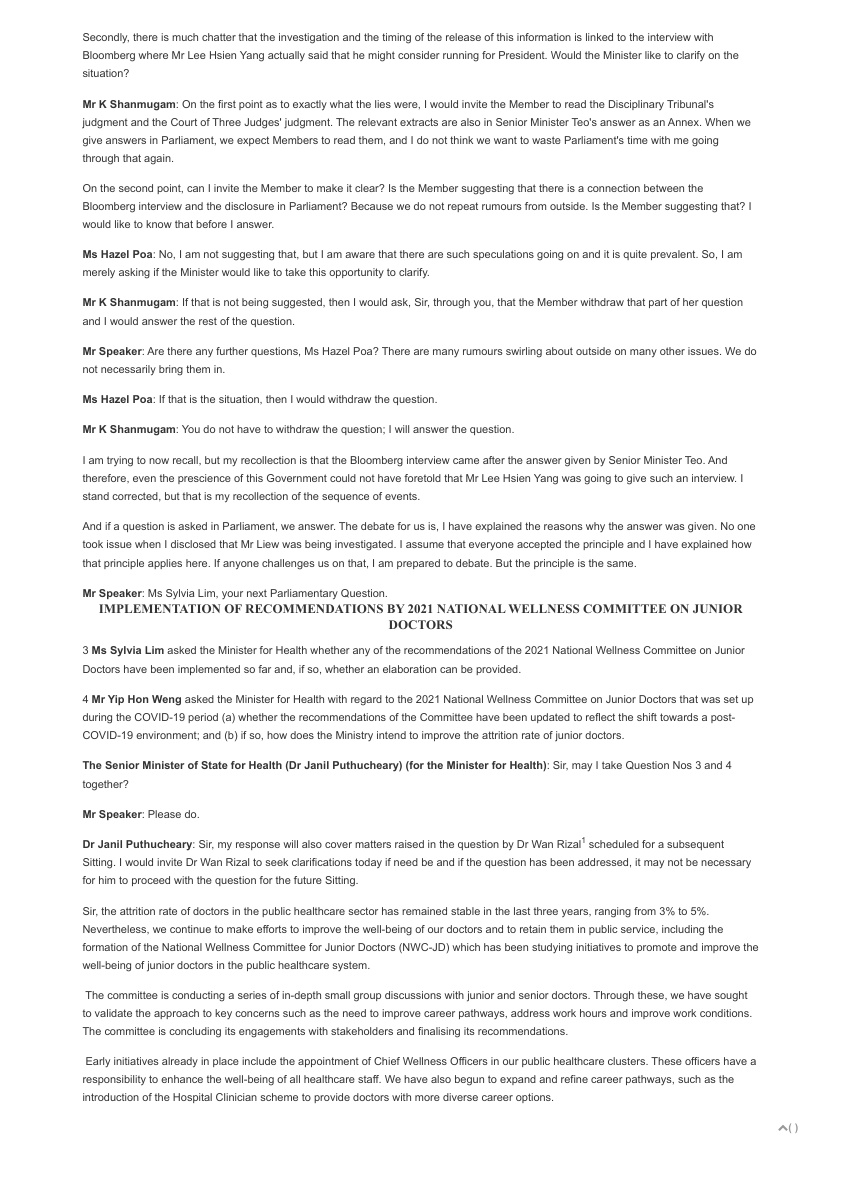 Secondly, there is much chatter that the investigation and the timing of the release of this information is linked to the interview with
Bloomberg where Mr Lee Hsien Yang actually said that he might consider running for President. Would the Minister like to clarify on the
situation?
Mr K Shanmugam: On the first point as to exactly what the lies were, I would invite the Member to read the Disciplinary Tribunal's
judgment and the Court of Three Judges' judgment. The relevant extracts are also in Senior Minister Teo's answer as an Annex. When we
give answers in Parliament, we expect Members to read them, and I do not think we want to waste Parliament's time with me going
through that again.
On the second point, can I invite the Member to make it clear? Is the Member suggesting that there is a connection between the
Bloomberg interview and the disclosure in Parliament? Because we do not repeat rumours from outside. Is the Member suggesting that? I
would like to know that before I answer.
Ms Hazel Poa: No, I am not suggesting that, but I am aware that there are such speculations going on and it is quite prevalent. So, I am
merely asking if the Minister would like to take this opportunity to clarify.
Mr K Shanmugam: If that is not being suggested, then I would ask, Sir, through you, that the Member withdraw that part of her question
and I would answer the rest of the question.
Mr Speaker: Are there any further questions, Ms Hazel Poa? There are many rumours swirling about outside on many other issues. We do
not necessarily bring them in.
Ms Hazel Poa: If that is the situation, then I would withdraw the question.
Mr K Shanmugam: You do not have to withdraw the question; I will answer the question.
I am trying to now recall, but my recollection is that the Bloomberg interview came after the answer given by Senior Minister Teo. And
therefore, even the prescience of this Government could not have foretold that Mr Lee Hsien Yang was going to give such an interview. I
stand corrected, but that is my recollection of the sequence of events.
And if a question is asked in Parliament, we answer. The debate for us is, I have explained the reasons why the answer was given. No one
took issue when I disclosed that Mr Liew was being investigated. I assume that everyone accepted the principle and I have explained how
that principle applies here. If anyone challenges us on that, I am prepared to debate. But the principle is the same.
Mr Speaker: Ms Sylvia Lim, your next Parliamentary Question.
IMPLEMENTATION OF RECOMMENDATIONS BY 2021 NATIONAL WELLNESS COMMITTEE ON JUNIOR
DOCTORS
3 Ms Sylvia Lim asked the Minister for Health whether any of the recommendations of the 2021 National Wellness Committee on Junior
Doctors have been implemented so far and, if so, whether an elaboration can be provided.
4 Mr Yip Hon Weng asked the Minister for Health with regard to the 2021 National Wellness Committee on Junior Doctors that was set up
during the COVID-19 period (a) whether the recommendations of the Committee have been updated to reflect the shift towards a post-
COVID-19 environment; and (b) if so, how does the Ministry intend to improve the attrition rate of junior doctors.
The Senior Minister of State for Health (Dr Janil Puthucheary) (for the Minister for Health): Sir, may I take Question Nos 3 and 4
together?
Mr Speaker: Please do.
Dr Janil Puthucheary: Sir, my response will also cover matters raised in the question by Dr Wan Rizal1 scheduled for a subsequent
Sitting. I would invite Dr Wan Rizal to seek clarifications today if need be and if the question has been addressed, it may not be necessary
for him to proceed with the question for the future Sitting.
Sir, the attrition rate of doctors in the public healthcare sector has remained stable in the last three years, ranging from 3% to 5%.
Nevertheless, we continue to make efforts to improve the well-being of our doctors and to retain them in public service, including the
formation of the National Wellness Committee for Junior Doctors (NWC-JD) which has been studying initiatives to promote and improve the
well-being of junior doctors in the public healthcare system.
The committee is conducting a series of in-depth small group discussions with junior and senior doctors. Through these, we have sought
to validate the approach to key concerns such as the need to improve career pathways, address work hours and improve work conditions.
The committee is concluding its engagements with stakeholders and finalising its recommendations.
Early initiatives already in place include the appointment of Chief Wellness Officers in our public healthcare clusters. These officers have a
responsibility to enhance the well-being of all healthcare staff. We have also begun to expand and refine career pathways, such as the
introduction of the Hospital Clinician scheme to provide doctors with more diverse career options.
( )